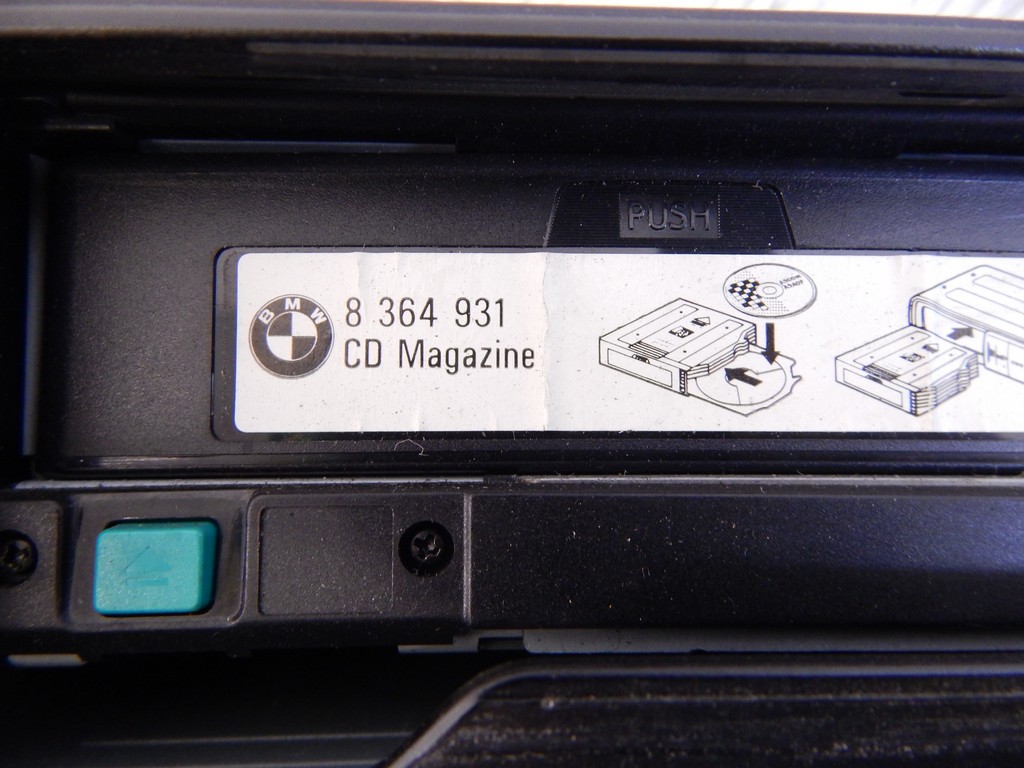 PUSH
BMW
8 364 931
CD Magazine